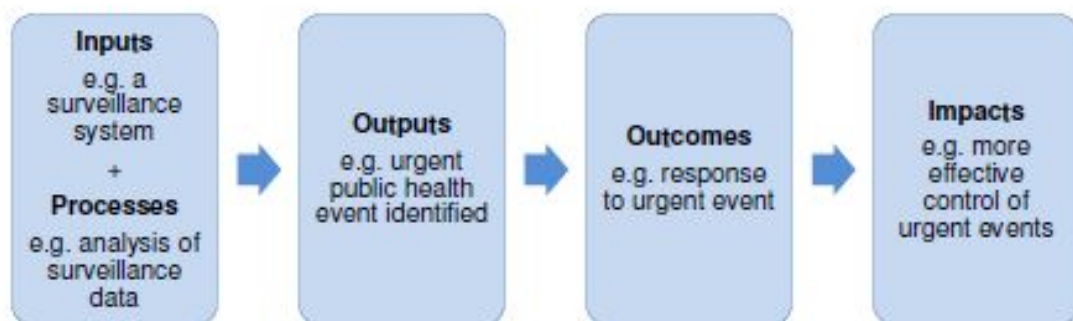 Inputs
e.g. a
surveillance
system
+
Processes
e.g. analysis of
surveillance
data
Outputs
e.g. urgent
public health
event identified
Outcomes
e.g. response
to urgent event
Impacts
e.g. more
effective
control of
urgent events